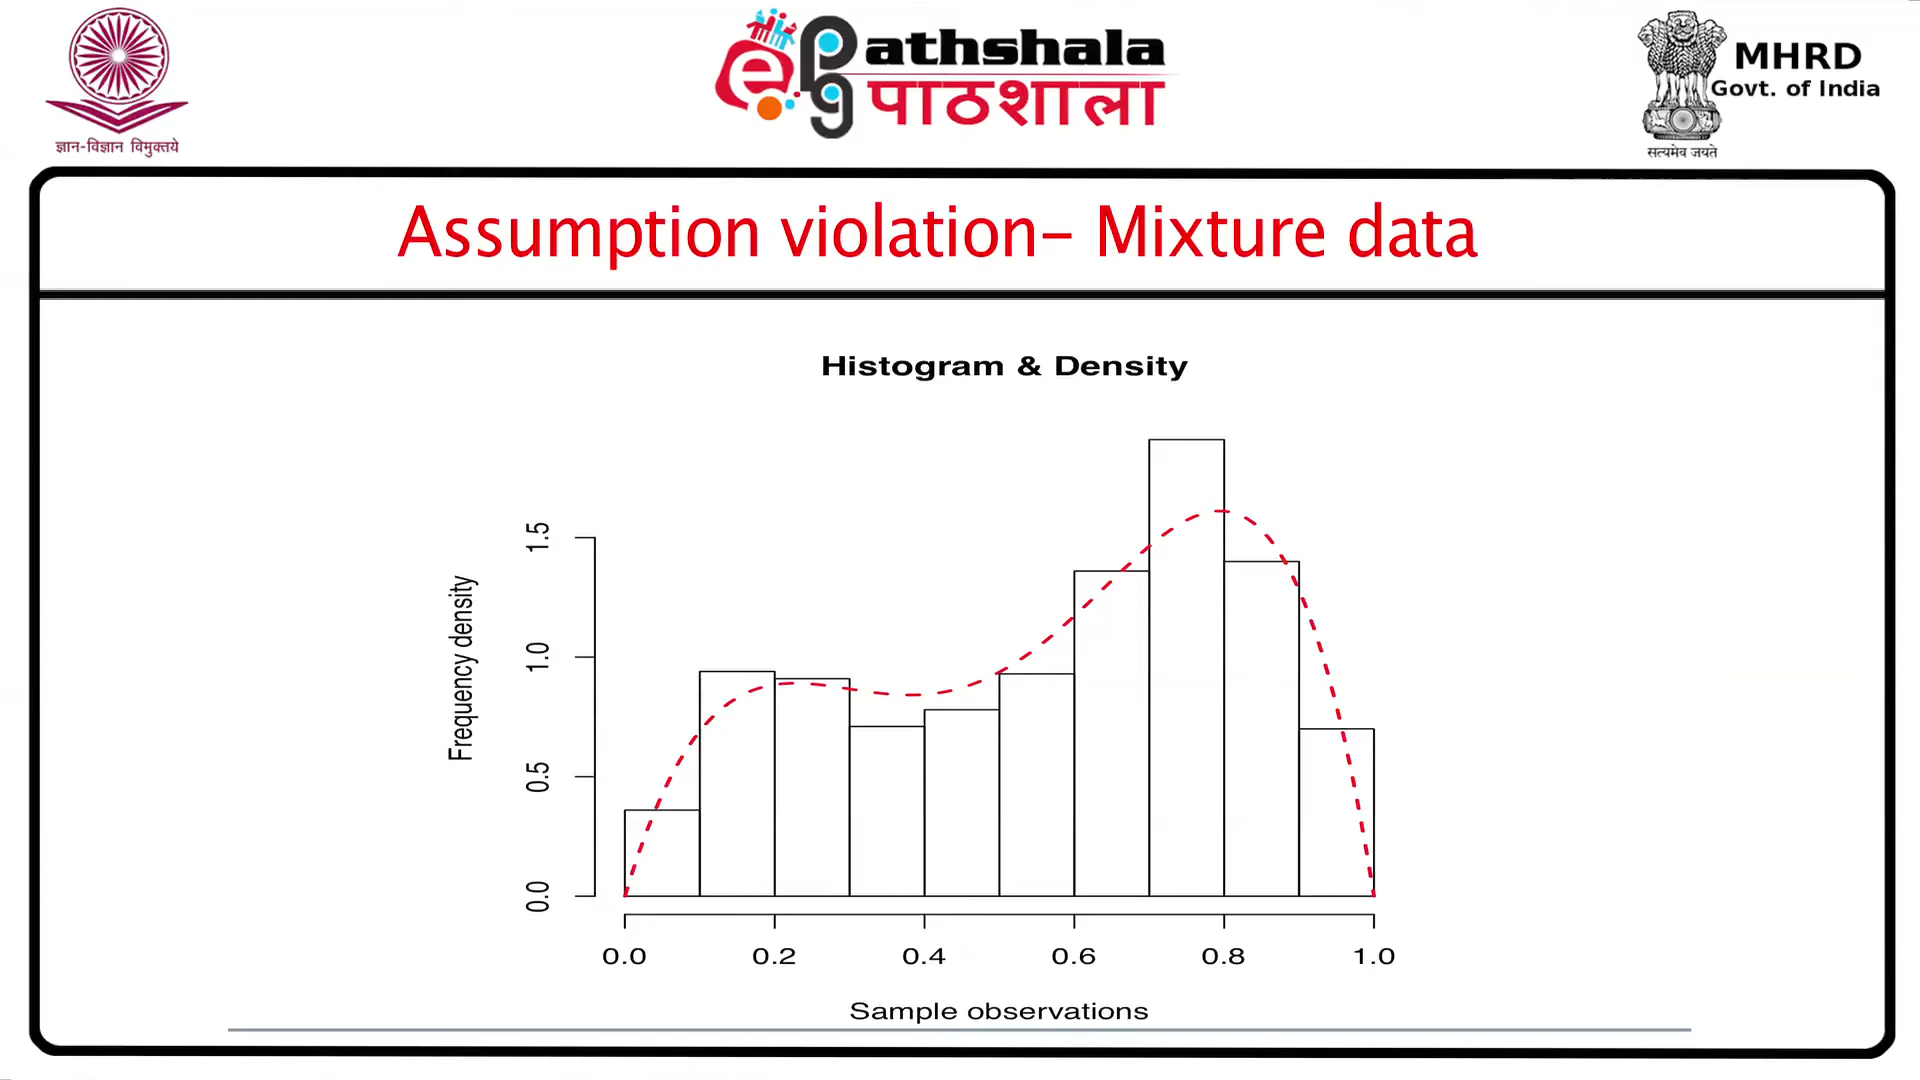 ज्ञान-विज्ञान विमुक्तये
ePG athshala
पाठशाला
MHRD
Govt. of India
सत्यमेव जयते
Assumption violation- Mixture data
Histogram & Density
Frequency density
1.5
1.0
0.5
0.0
0.0 0.2 0.4 0.6 0.8 1.0
Sample observations